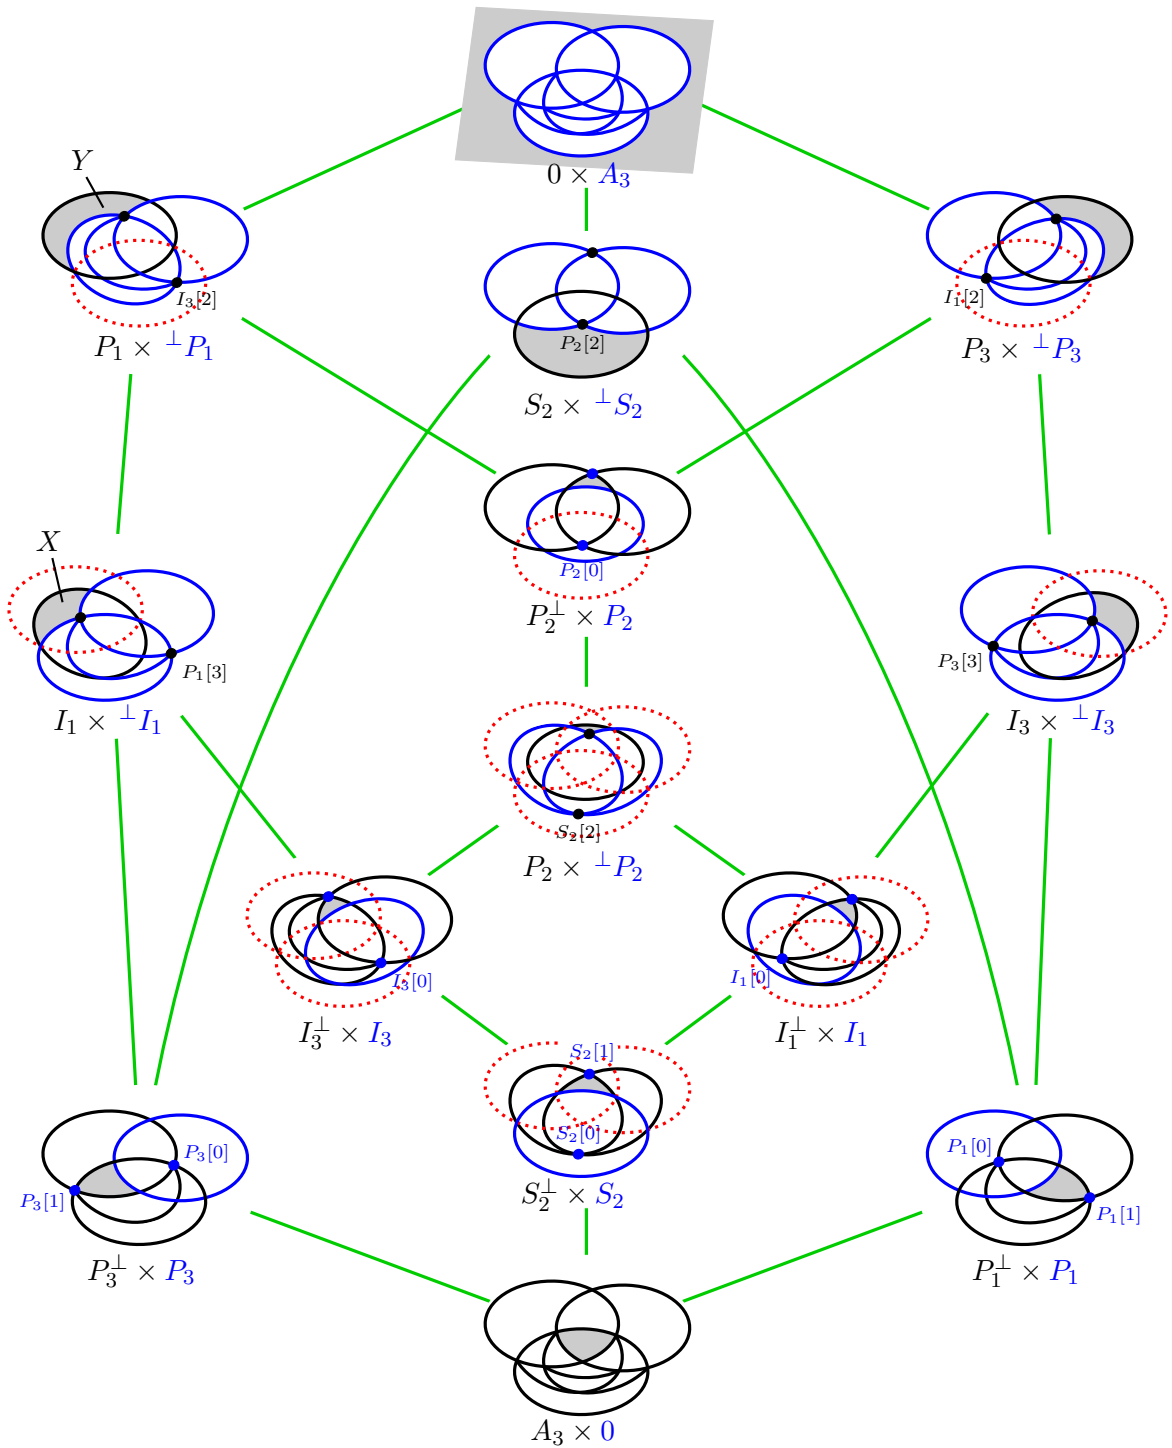 0 × A₃
Y
I₃[2]
P₁ × ⊥P₁
P₂[2]
S₂ × ⊥S₂
I₁[2]
P₃ × ⊥P₃
P₂[0]
P₂⊥ × P₂
X
P₁[3]
I₁ × ⊥I₁
P₃[3]
I₃ × ⊥I₃
S₂[2]
P₂ × ⊥P₂
I₃[0]
I₃⊥ × I₃
I₁[0]
I₁⊥ × I₁
S₂[1]
S₂[0]
S₂⊥ × S₂
P₃[0]
P₃[1]
P₃⊥ × P₃
P₁[0]
P₁[1]
P₁⊥ × P₁
A₃ × 0